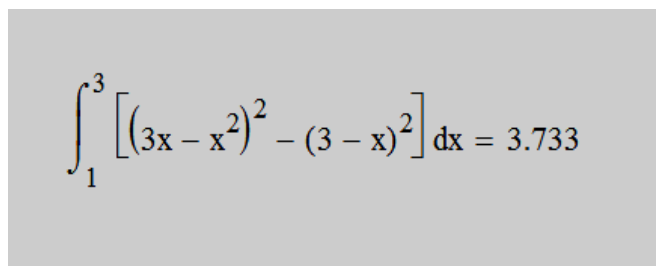 ∫₁³ [(3x − x²)² − (3 − x)²] dx = 3.733